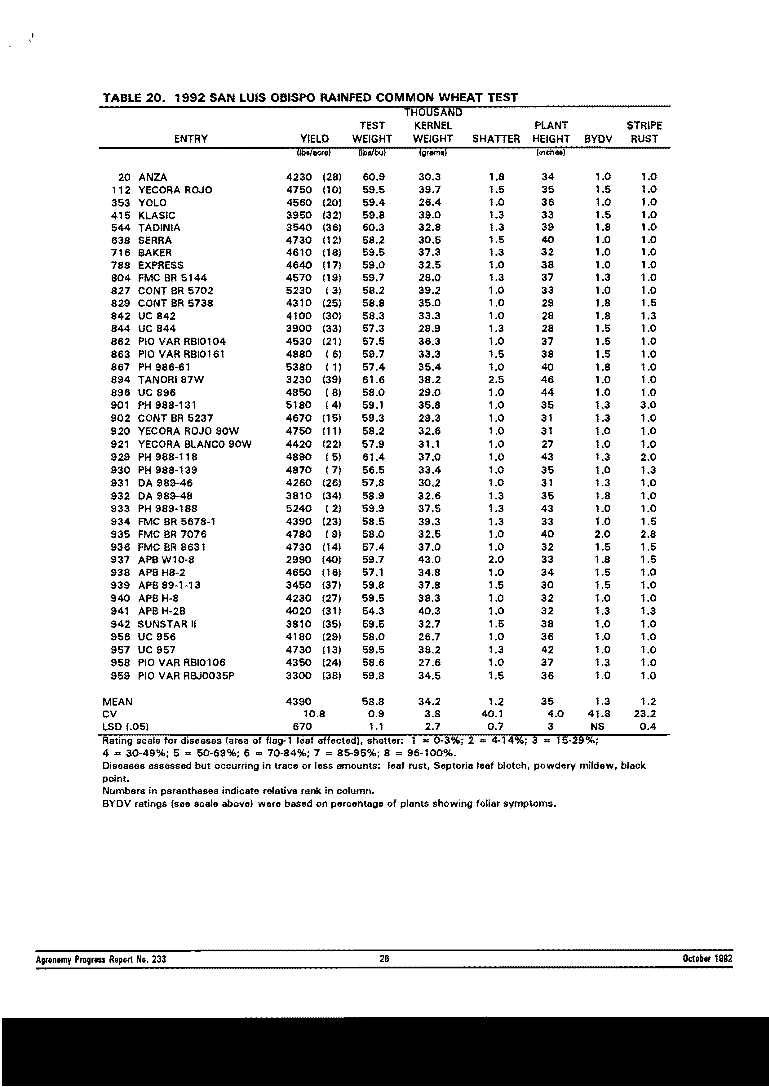 TABLE 20. 1992 SAN LUIS OBISPO RAINFED COMMON WHEAT TEST
THOUSAND
TEST KERNEL PLANT STRIPE
ENTRY YIELD WEIGHT WEIGHT SHATTER HEIGHT BYDV RUST
(lbs/acre) (lbs/bu) (grams) (inches)
20 ANZA 4230 (28) 60.9 30.3 1.8 34 1.0 1.0
112 YECORA ROJO 4750 (10) 59.5 39.7 1.5 35 1.5 1.0
353 YOLO 4560 (20) 59.4 26.4 1.0 36 1.0 1.0
415 KLASIC 3950 (32) 59.8 39.0 1.3 33 1.5 1.0
544 TADINIA 3540 (36) 60.3 32.8 1.3 39 1.8 1.0
638 SERRA 4730 (12) 58.2 30.5 1.5 40 1.0 1.0
716 BAKER 4610 (18) 59.5 37.3 1.3 32 1.0 1.0
788 EXPRESS 4640 (17) 59.0 32.5 1.0 38 1.0 1.0
804 FMC BR 5144 4570 (19) 59.7 28.0 1.3 37 1.3 1.0
827 CONT BR 5702 5230 ( 3) 58.2 39.2 1.0 33 1.0 1.0
829 CONT BR 5738 4310 (25) 58.8 35.0 1.0 29 1.8 1.5
842 UC 842 4100 (30) 58.3 33.3 1.0 28 1.8 1.3
844 UC 844 3900 (33) 57.3 28.9 1.3 28 1.5 1.0
862 PIO VAR RBI0104 4530 (21) 57.5 36.3 1.0 37 1.5 1.0
863 PIO VAR RBI0161 4880 ( 6) 59.7 33.3 1.5 38 1.5 1.0
867 PH 986-61 5380 ( 1) 57.4 35.4 1.0 40 1.8 1.0
894 TANORI 87W 3230 (39) 61.6 38.2 2.5 46 1.0 1.0
896 UC 896 4850 ( 8) 58.0 29.0 1.0 44 1.0 1.0
901 PH 989-131 5180 ( 4) 59.1 35.8 1.0 35 1.3 3.0
902 CONT BR 5237 4670 (15) 59.3 29.3 1.0 31 1.3 1.0
920 YECORA ROJO 90W 4750 (11) 58.2 32.6 1.0 31 1.0 1.0
921 YECORA BLANCO 90W 4420 (22) 57.9 31.1 1.0 27 1.0 1.0
929 PH 988-118 4890 ( 5) 61.4 37.0 1.0 43 1.3 2.0
930 PH 988-139 4870 ( 7) 56.5 33.4 1.0 35 1.0 1.3
931 DA 989-46 4260 (26) 57.8 30.2 1.0 31 1.3 1.0
932 DA 989-48 3810 (34) 58.9 32.6 1.3 35 1.8 1.0
933 PH 989-188 5240 ( 2) 59.9 37.5 1.3 43 1.0 1.0
934 FMC BR 5678-1 4390 (23) 58.5 39.3 1.3 33 1.0 1.5
935 FMC BR 7076 4780 ( 9) 58.0 32.5 1.0 40 2.0 2.8
936 FMC BR 8631 4730 (14) 57.4 37.0 1.0 32 1.5 1.5
937 APB W10-8 2990 (40) 59.7 43.0 2.0 33 1.8 1.5
938 APB H8-2 4650 (16) 57.1 34.8 1.0 34 1.5 1.0
939 APB 89-1-13 3450 (37) 59.8 37.8 1.5 30 1.5 1.0
940 APB H-8 4230 (27) 59.5 38.3 1.0 32 1.0 1.0
941 APB H-28 4020 (31) 54.3 40.3 1.0 32 1.3 1.3
942 SUNSTAR II 3810 (35) 59.5 32.7 1.5 38 1.0 1.0
956 UC 956 4180 (29) 58.0 26.7 1.0 36 1.0 1.0
957 UC 957 4730 (13) 59.5 38.2 1.3 42 1.0 1.0
958 PIO VAR RBI0106 4350 (24) 58.6 27.6 1.0 37 1.3 1.0
959 PIO VAR RBJ0035P 3300 (38) 59.8 34.5 1.5 36 1.0 1.0
MEAN 4390 58.8 34.2 1.2 35 1.3 1.2
CV 10.8 0.9 3.8 40.1 4.0 41.8 23.2
LSD (.05) 670 1.1 2.7 0.7 3 NS 0.4
Rating scale for diseases (area of flag-1 leaf affected), shatter: 1 = 0-3%; 2 = 4-14%; 3 = 15-29%;
4 = 30-49%; 5 = 50-69%; 6 = 70-84%; 7 = 85-95%; 8 = 96-100%.
Diseases assessed but occurring in trace or less amounts: leaf rust, Septoria leaf blotch, powdery mildew, black
point.
Numbers in parentheses indicate relative rank in column.
BYDV ratings (see scale above) were based on percentage of plants showing foliar symptoms.
Agronomy Progress Report No. 233 26 October 1992